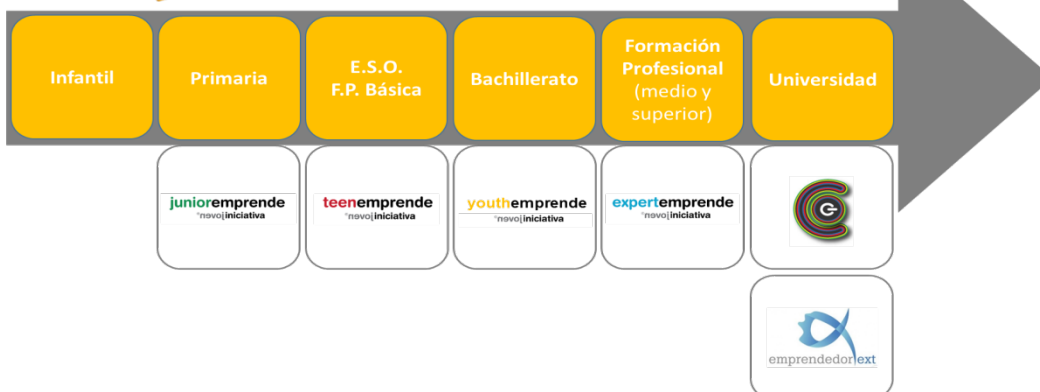 Infantil
Primaria
E.S.O.
F.P. Básica
Bachillerato
Formación
Profesional
(medio y
superior)
Universidad
junioremprende
teenemprende
youthemprende
expertemprende
iniciativa
iniciativa
iniciativa
iniciativa
emprendedorext